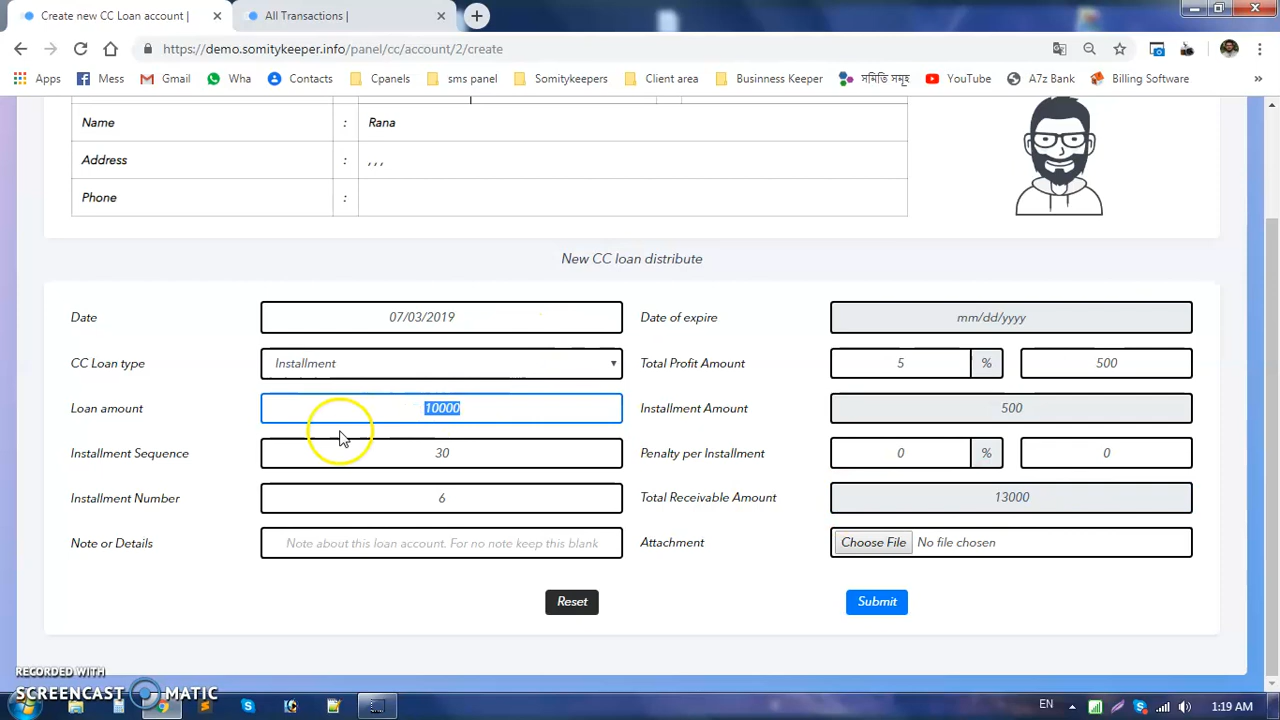 Create new CC Loan account |
All Transactions |
https://demo.somitykeeper.info/panel/cc/account/2/create
Apps Mess Gmail Wha Contacts Cpanels sms panel Somitykeepers Client area Businness Keeper সমিতি সমূহ YouTube A7z Bank Billing Software »
Name : Rana
Address : , , ,
Phone :
New CC loan distribute
Date 07/03/2019 Date of expire mm/dd/yyyy
CC Loan type Installment Total Profit Amount 5 % 500
Loan amount 10000 Installment Amount 500
Installment Sequence 30 Penalty per Installment 0 % 0
Installment Number 6 Total Receivable Amount 13000
Note or Details Note about this loan account. For no note keep this blank Attachment Choose File No file chosen
Reset Submit
RECORDED WITH
SCREENCAST MATIC
EN 1:19 AM